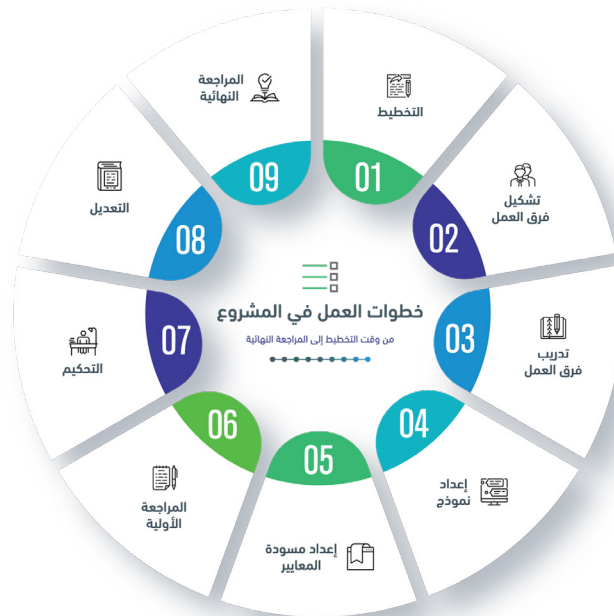 خطوات العمل في المشروع
من وقت التخطيط إلى المراجعة النهائية
01
التخطيط
02
تشكيل
فرق العمل
03
تدريب
فرق العمل
04
إعداد
نموذج
05
إعداد مسودة
المعايير
06
المراجعة
الأولية
07
التحكيم
08
التعديل
09
المراجعة
النهائية